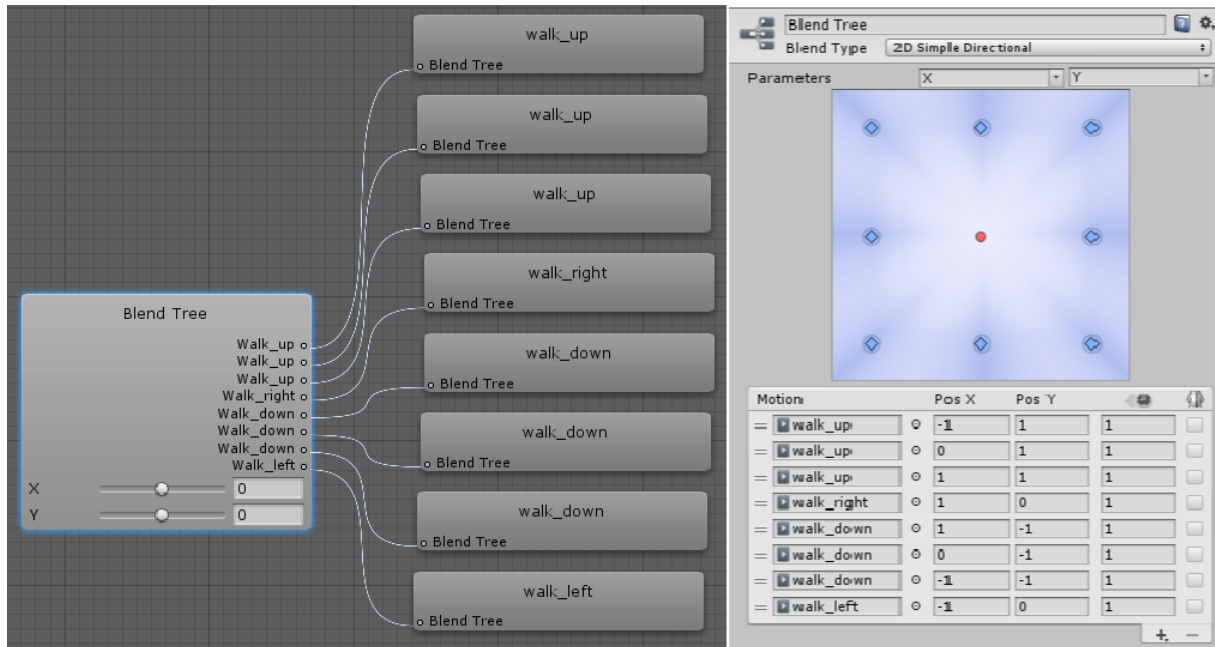 walk_up
Blend Tree
walk_up
Blend Tree
walk_up
Blend Tree
walk_right
Blend Tree
walk_down
Blend Tree
walk_down
Blend Tree
walk_down
Blend Tree
walk_left
Blend Tree
Blend Tree
Walk_up
Walk_up
Walk_up
Walk_right
Walk_down
Walk_down
Walk_down
Walk_left
X 0
Y 0
Blend Tree
Blend Type 2D Simple Directional
Parameters X Y
Motion Pos X Pos Y
walk_up -1 1 1
walk_up 0 1 1
walk_up 1 1 1
walk_right 1 0 1
walk_down 1 -1 1
walk_down 0 -1 1
walk_down -1 -1 1
walk_left -1 0 1